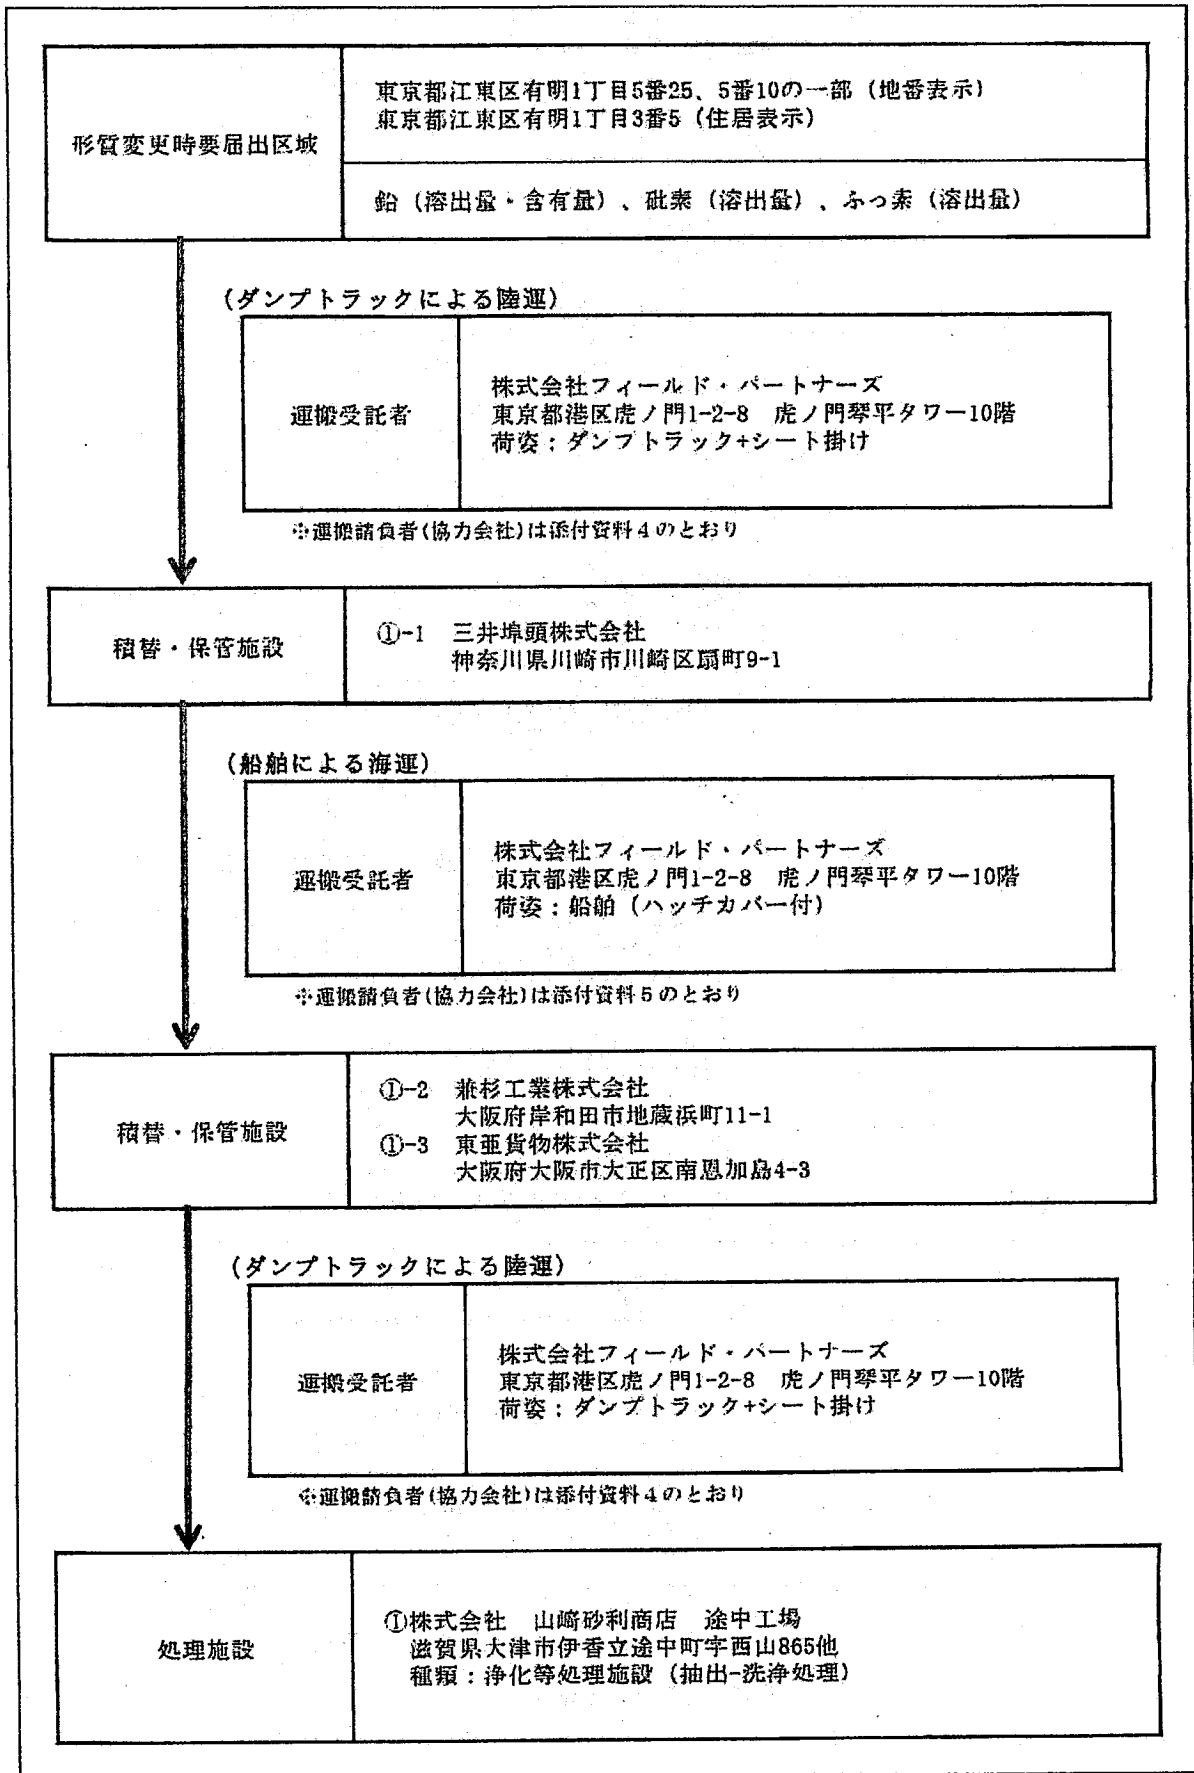 形質変更時要届出区域
東京都江東区有明1丁目5番25、5番10の一部（地番表示）
東京都江東区有明1丁目3番5（住居表示）
鉛（溶出量・含有量）、砒素（溶出量）、ふっ素（溶出量）
（ダンプトラックによる陸運）
運搬受託者
株式会社フィールド・パートナーズ
東京都港区虎ノ門1-2-8　虎ノ門琴平タワー10階
荷姿：ダンプトラック+シート掛け
※運搬請負者(協力会社)は添付資料４のとおり
積替・保管施設
①-1　三井埠頭株式会社
神奈川県川崎市川崎区扇町9-1
（船舶による海運）
運搬受託者
株式会社フィールド・パートナーズ
東京都港区虎ノ門1-2-8　虎ノ門琴平タワー10階
荷姿：船舶（ハッチカバー付）
※運搬請負者(協力会社)は添付資料５のとおり
積替・保管施設
①-2　兼杉工業株式会社
大阪府岸和田市地蔵浜町11-1
①-3　東亜貨物株式会社
大阪府大阪市大正区南恩加島4-3
（ダンプトラックによる陸運）
運搬受託者
株式会社フィールド・パートナーズ
東京都港区虎ノ門1-2-8　虎ノ門琴平タワー10階
荷姿：ダンプトラック+シート掛け
※運搬請負者(協力会社)は添付資料４のとおり
処理施設
①株式会社　山﨑砂利商店　途中工場
滋賀県大津市伊香立途中町字西山865他
種類：浄化等処理施設（抽出-洗浄処理）